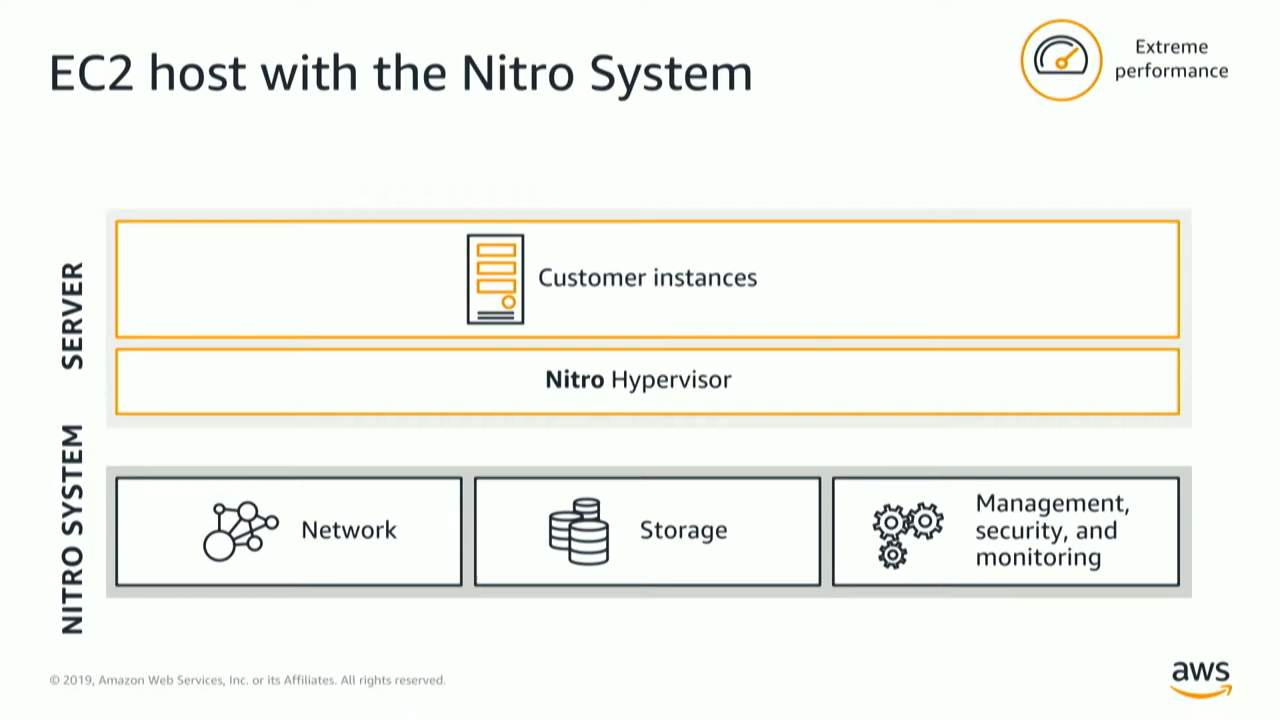 EC2 host with the Nitro System
Extreme
performance
SERVER
Customer instances
Nitro Hypervisor
NITRO SYSTEM
Network
Storage
Management,
security, and
monitoring
© 2019, Amazon Web Services, Inc. or its Affiliates. All rights reserved.
aws